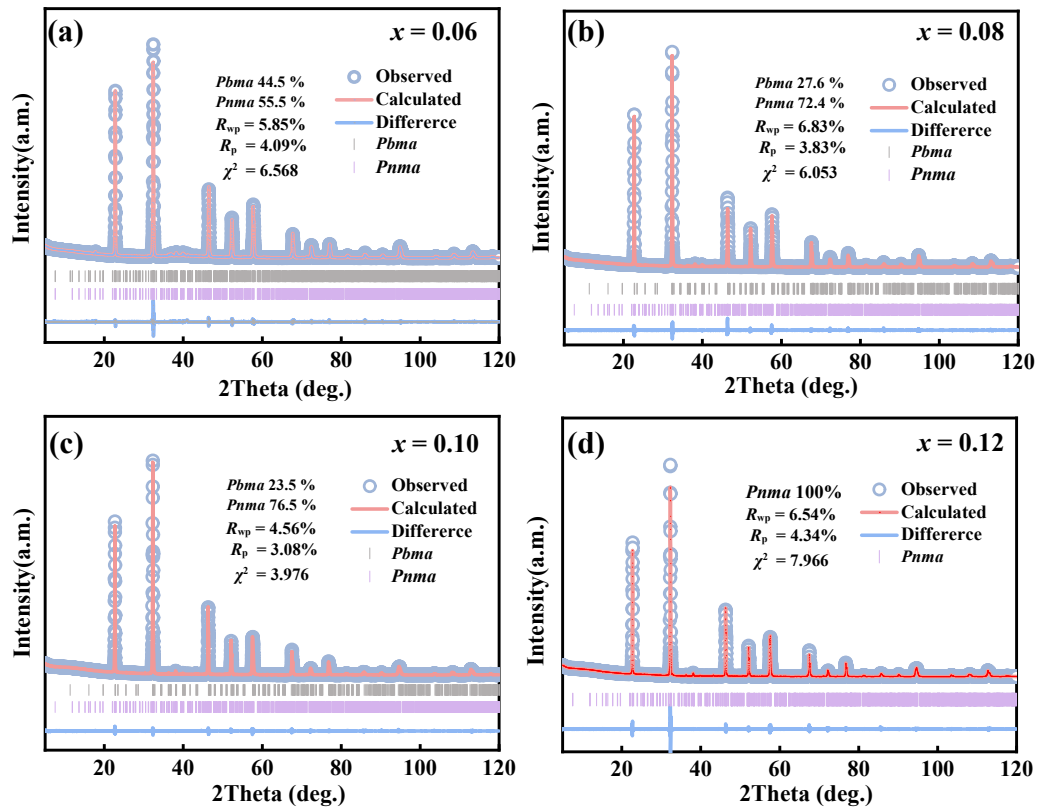 (a)
x = 0.06
Pbma 44.5 %
Pnma 55.5 %
Rwp = 5.85%
Rp = 4.09%
χ² = 6.568
Observed
Calculated
Differerce
Pbma
Pnma
Intensity(a.m.)
20 40 60 80 100 120
2Theta (deg.)
(b)
x = 0.08
Pbma 27.6 %
Pnma 72.4 %
Rwp = 6.83%
Rp = 3.83%
χ² = 6.053
Observed
Calculated
Differerce
Pbma
Pnma
Intensity(a.m.)
20 40 60 80 100 120
2Theta (deg.)
(c)
x = 0.10
Pbma 23.5 %
Pnma 76.5 %
Rwp = 4.56%
Rp = 3.08%
χ² = 3.976
Observed
Calculated
Differerce
Pbma
Pnma
Intensity(a.m.)
20 40 60 80 100 120
2Theta (deg.)
(d)
x = 0.12
Pnma 100%
Rwp = 6.54%
Rp = 4.34%
χ² = 7.966
Observed
Calculated
Differerce
Pnma
Intensity(a.m.)
20 40 60 80 100 120
2Theta (deg.)